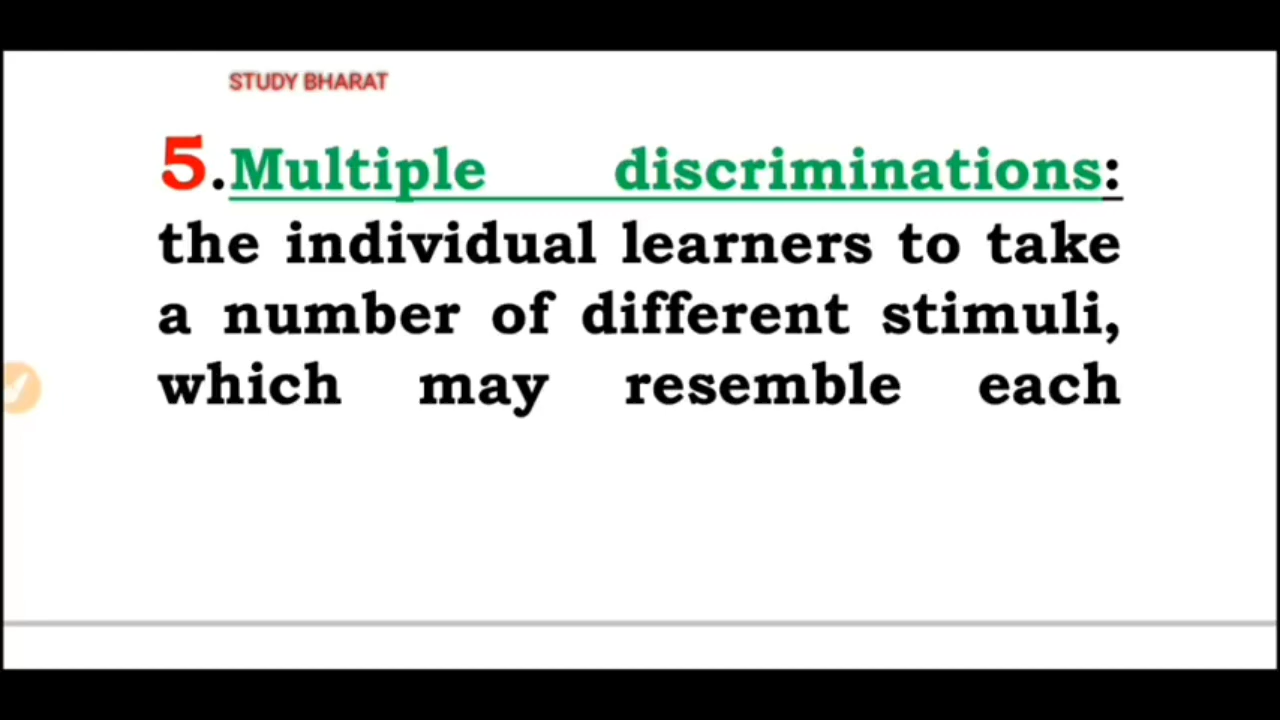 STUDY BHARAT
5.Multiple discriminations:
the individual learners to take
a number of different stimuli,
which may resemble each